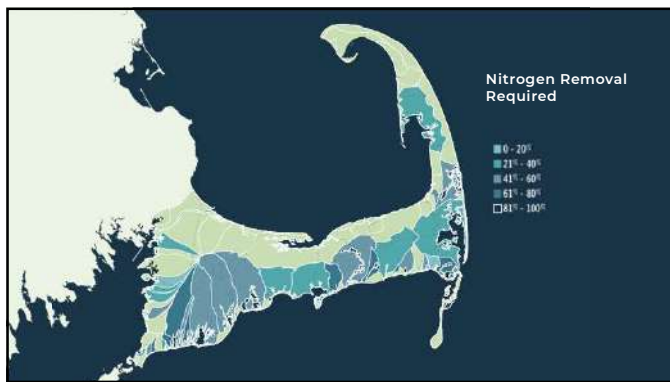 Nitrogen Removal
Required
0 - 20%
21% - 40%
41% - 60%
61% - 80%
81% - 100%